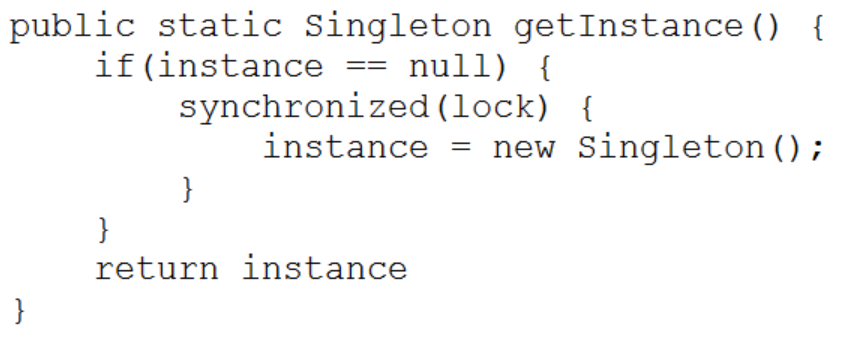 public static Singleton getInstance() {
    if(instance == null) {
        synchronized(lock) {
            instance = new Singleton();
        }
    }
    return instance
}